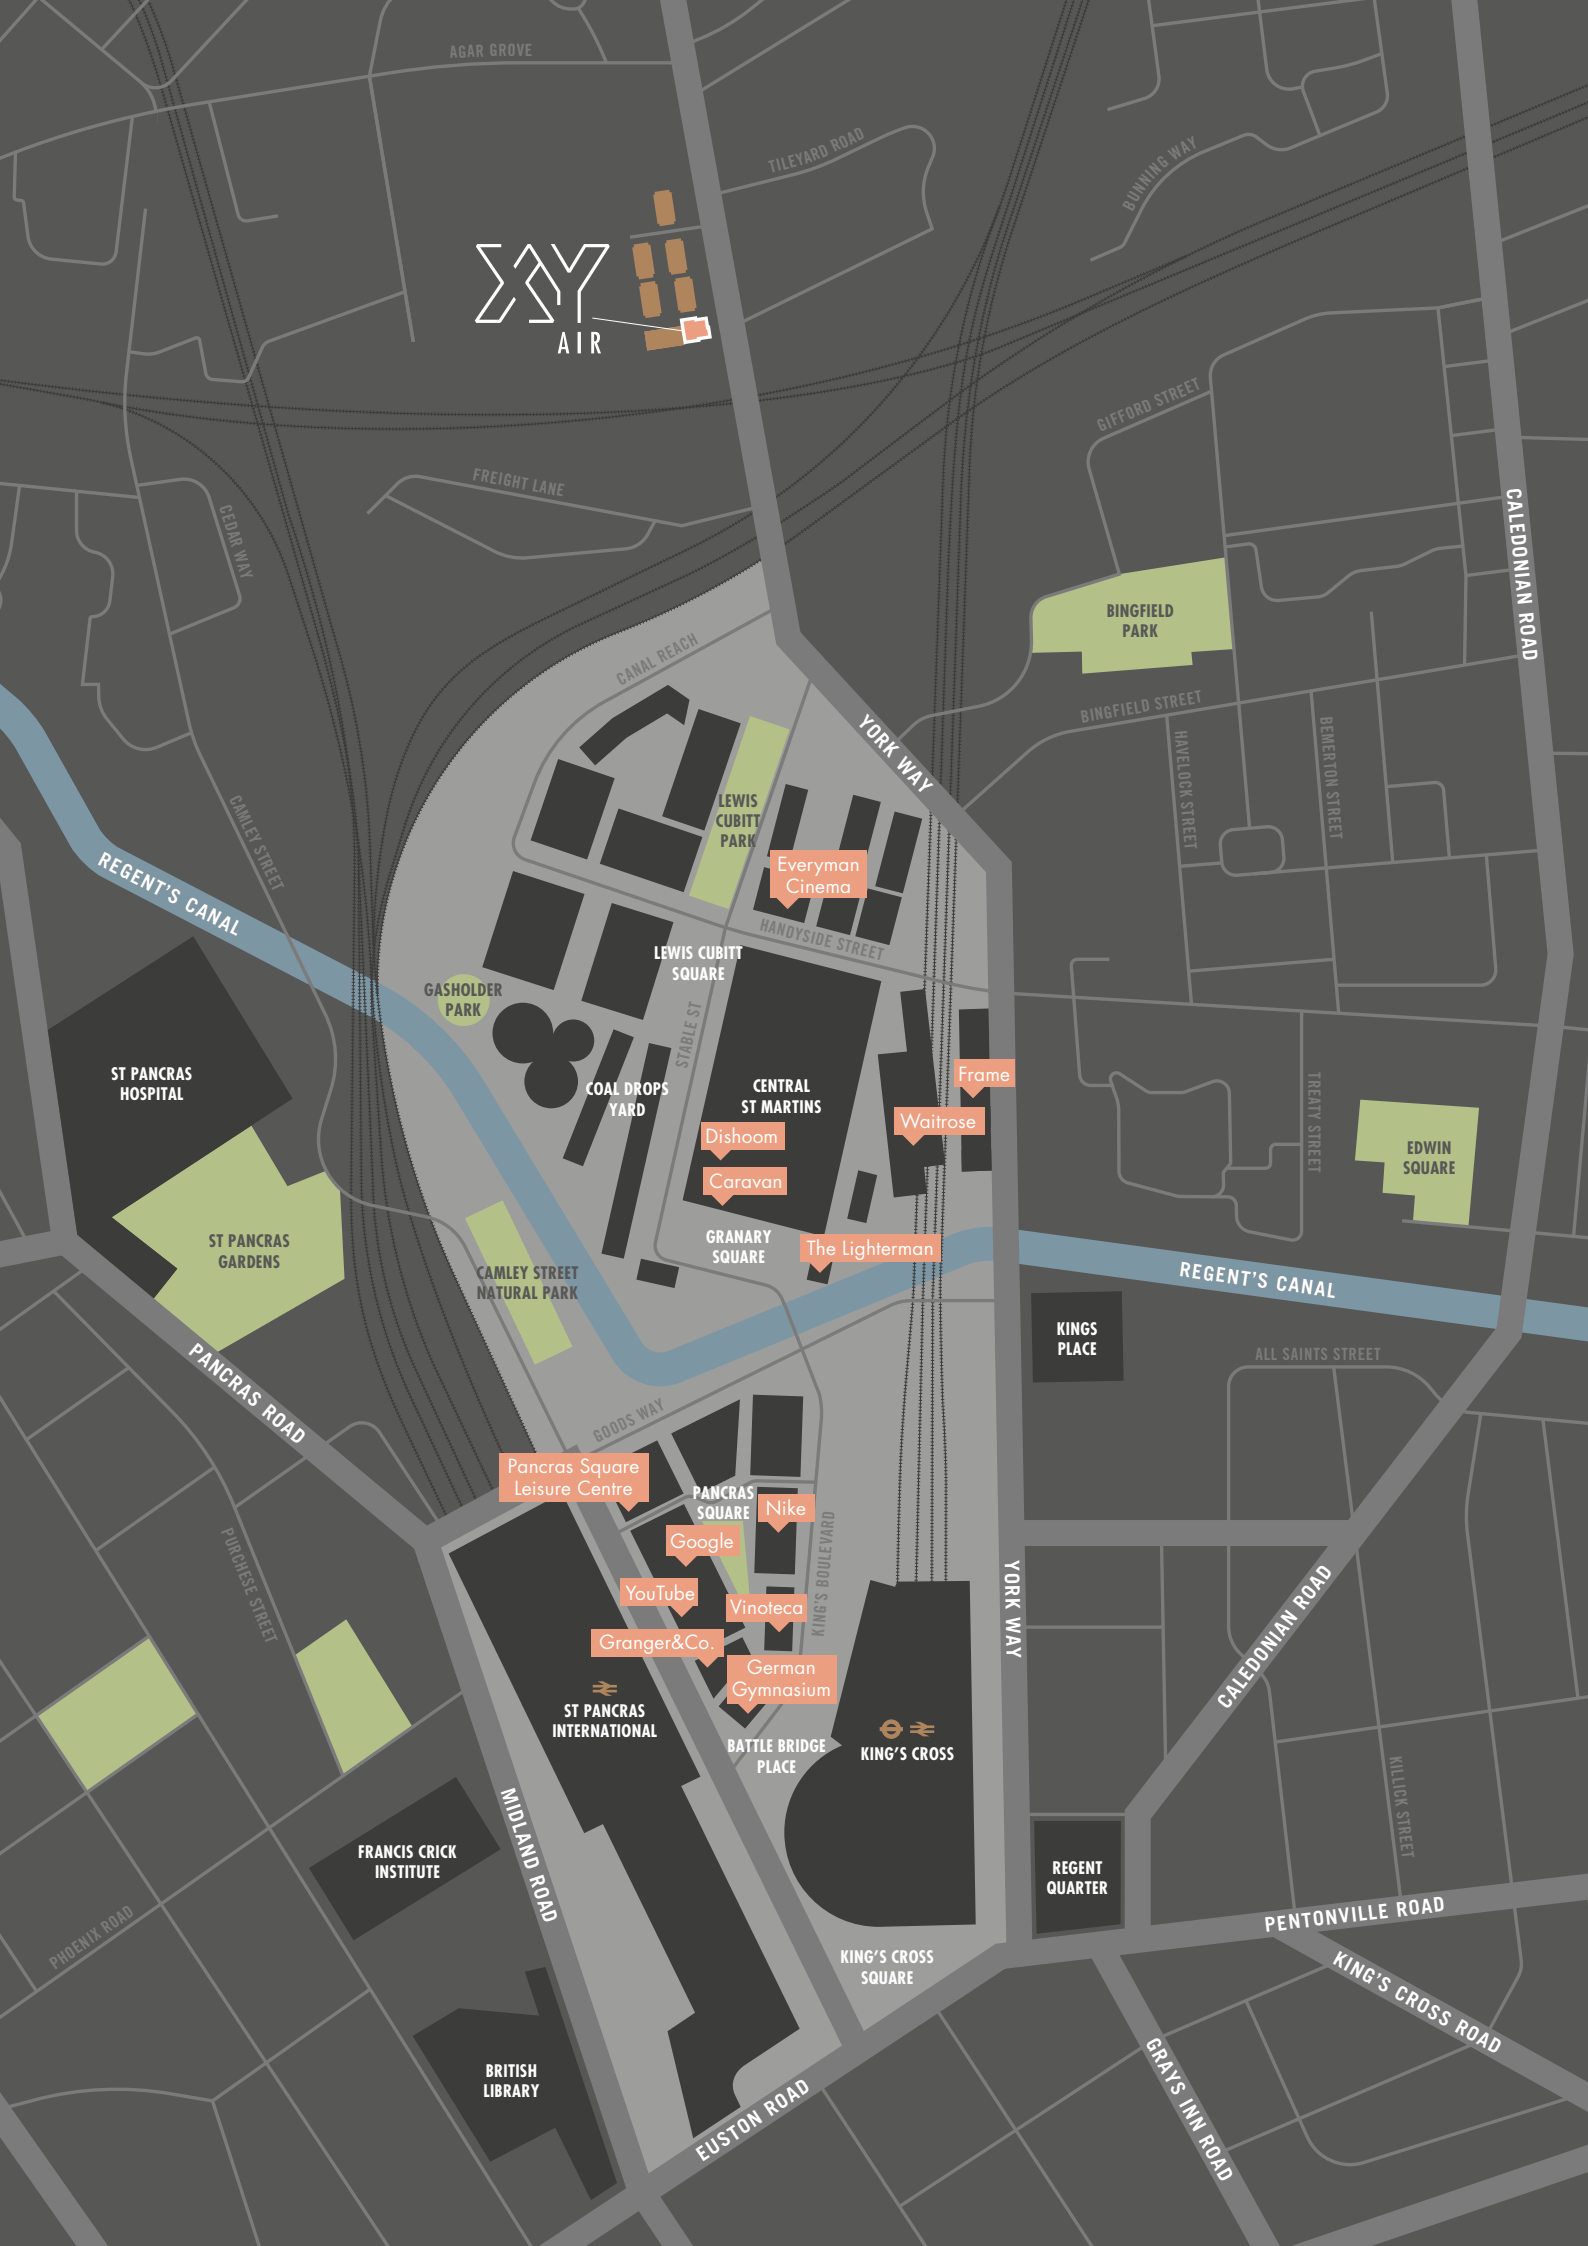 AGAR GROVE
TILEYARD ROAD
BUNNING WAY
XAY
AIR
GIFFORD STREET
FREIGHT LANE
CEDAR WAY
CALEDONIAN ROAD
BINGFIELD
PARK
CANAL REACH
BINGFIELD STREET
YORK WAY
HAVELOCK STREET
BEMERTON STREET
CAMLEY STREET
LEWIS
CUBITT
PARK
REGENT'S CANAL
Everyman
Cinema
HANDYSIDE STREET
LEWIS CUBITT
SQUARE
GASHOLDER
PARK
STABLE ST
ST PANCRAS
HOSPITAL
COAL DROPS
YARD
CENTRAL
ST MARTINS
Frame
Waitrose
Dishoom
Caravan
TREATY STREET
EDWIN
SQUARE
ST PANCRAS
GARDENS
GRANARY
SQUARE
The Lighterman
CAMLEY STREET
NATURAL PARK
REGENT'S CANAL
KINGS
PLACE
ALL SAINTS STREET
PANCRAS ROAD
GOODS WAY
Pancras Square
Leisure Centre
PANCRAS
SQUARE
Nike
Google
KING'S BOULEVARD
PURCHESE STREET
YouTube
Vinoteca
YORK WAY
CALEDONIAN ROAD
Granger&Co.
German
Gymnasium
ST PANCRAS
INTERNATIONAL
BATTLE BRIDGE
PLACE
KING'S CROSS
KILLICK STREET
MIDLAND ROAD
FRANCIS CRICK
INSTITUTE
REGENT
QUARTER
PENTONVILLE ROAD
PHOENIX ROAD
KING'S CROSS
SQUARE
KING'S CROSS ROAD
BRITISH
LIBRARY
EUSTON ROAD
GRAYS INN ROAD